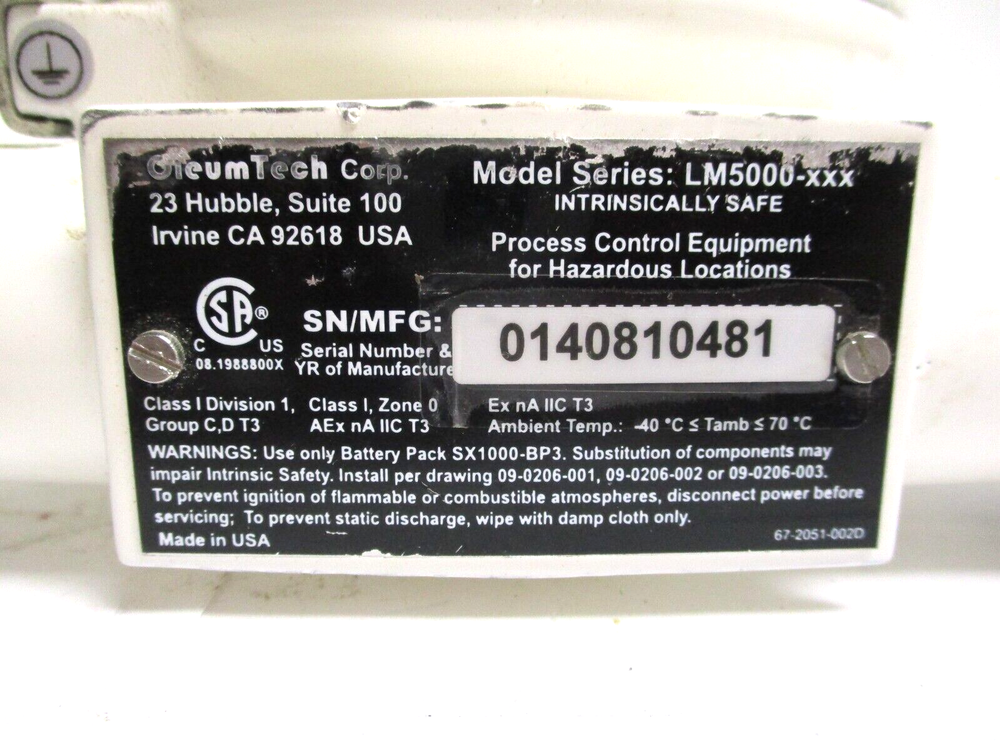 OleumTech Corp.
23 Hubble, Suite 100
Irvine CA 92618 USA
Model Series: LM5000-xxx
INTRINSICALLY SAFE
Process Control Equipment
for Hazardous Locations
SA®
C US
08.1988800X
SN/MFG:
Serial Number &
YR of Manufacture
0140810481
Class I Division 1,
Group C,D T3
Class I, Zone 0
AEx nA IIC T3
Ex nA IIC T3
Ambient Temp.: -40 °C ≤ Tamb ≤ 70 °C
WARNINGS: Use only Battery Pack SX1000-BP3. Substitution of components may
impair Intrinsic Safety. Install per drawing 09-0206-001, 09-0206-002 or 09-0206-003.
To prevent ignition of flammable or combustible atmospheres, disconnect power before
servicing; To prevent static discharge, wipe with damp cloth only.
Made in USA
67-2051-002D